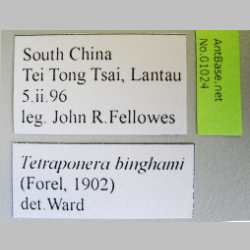 South China
Tei Tong Tsai, Lantau
5.ii.96
leg. John R.Fellowes
AntBase.net
No.01024
Tetraponera binghami
(Forel, 1902)
det.Ward